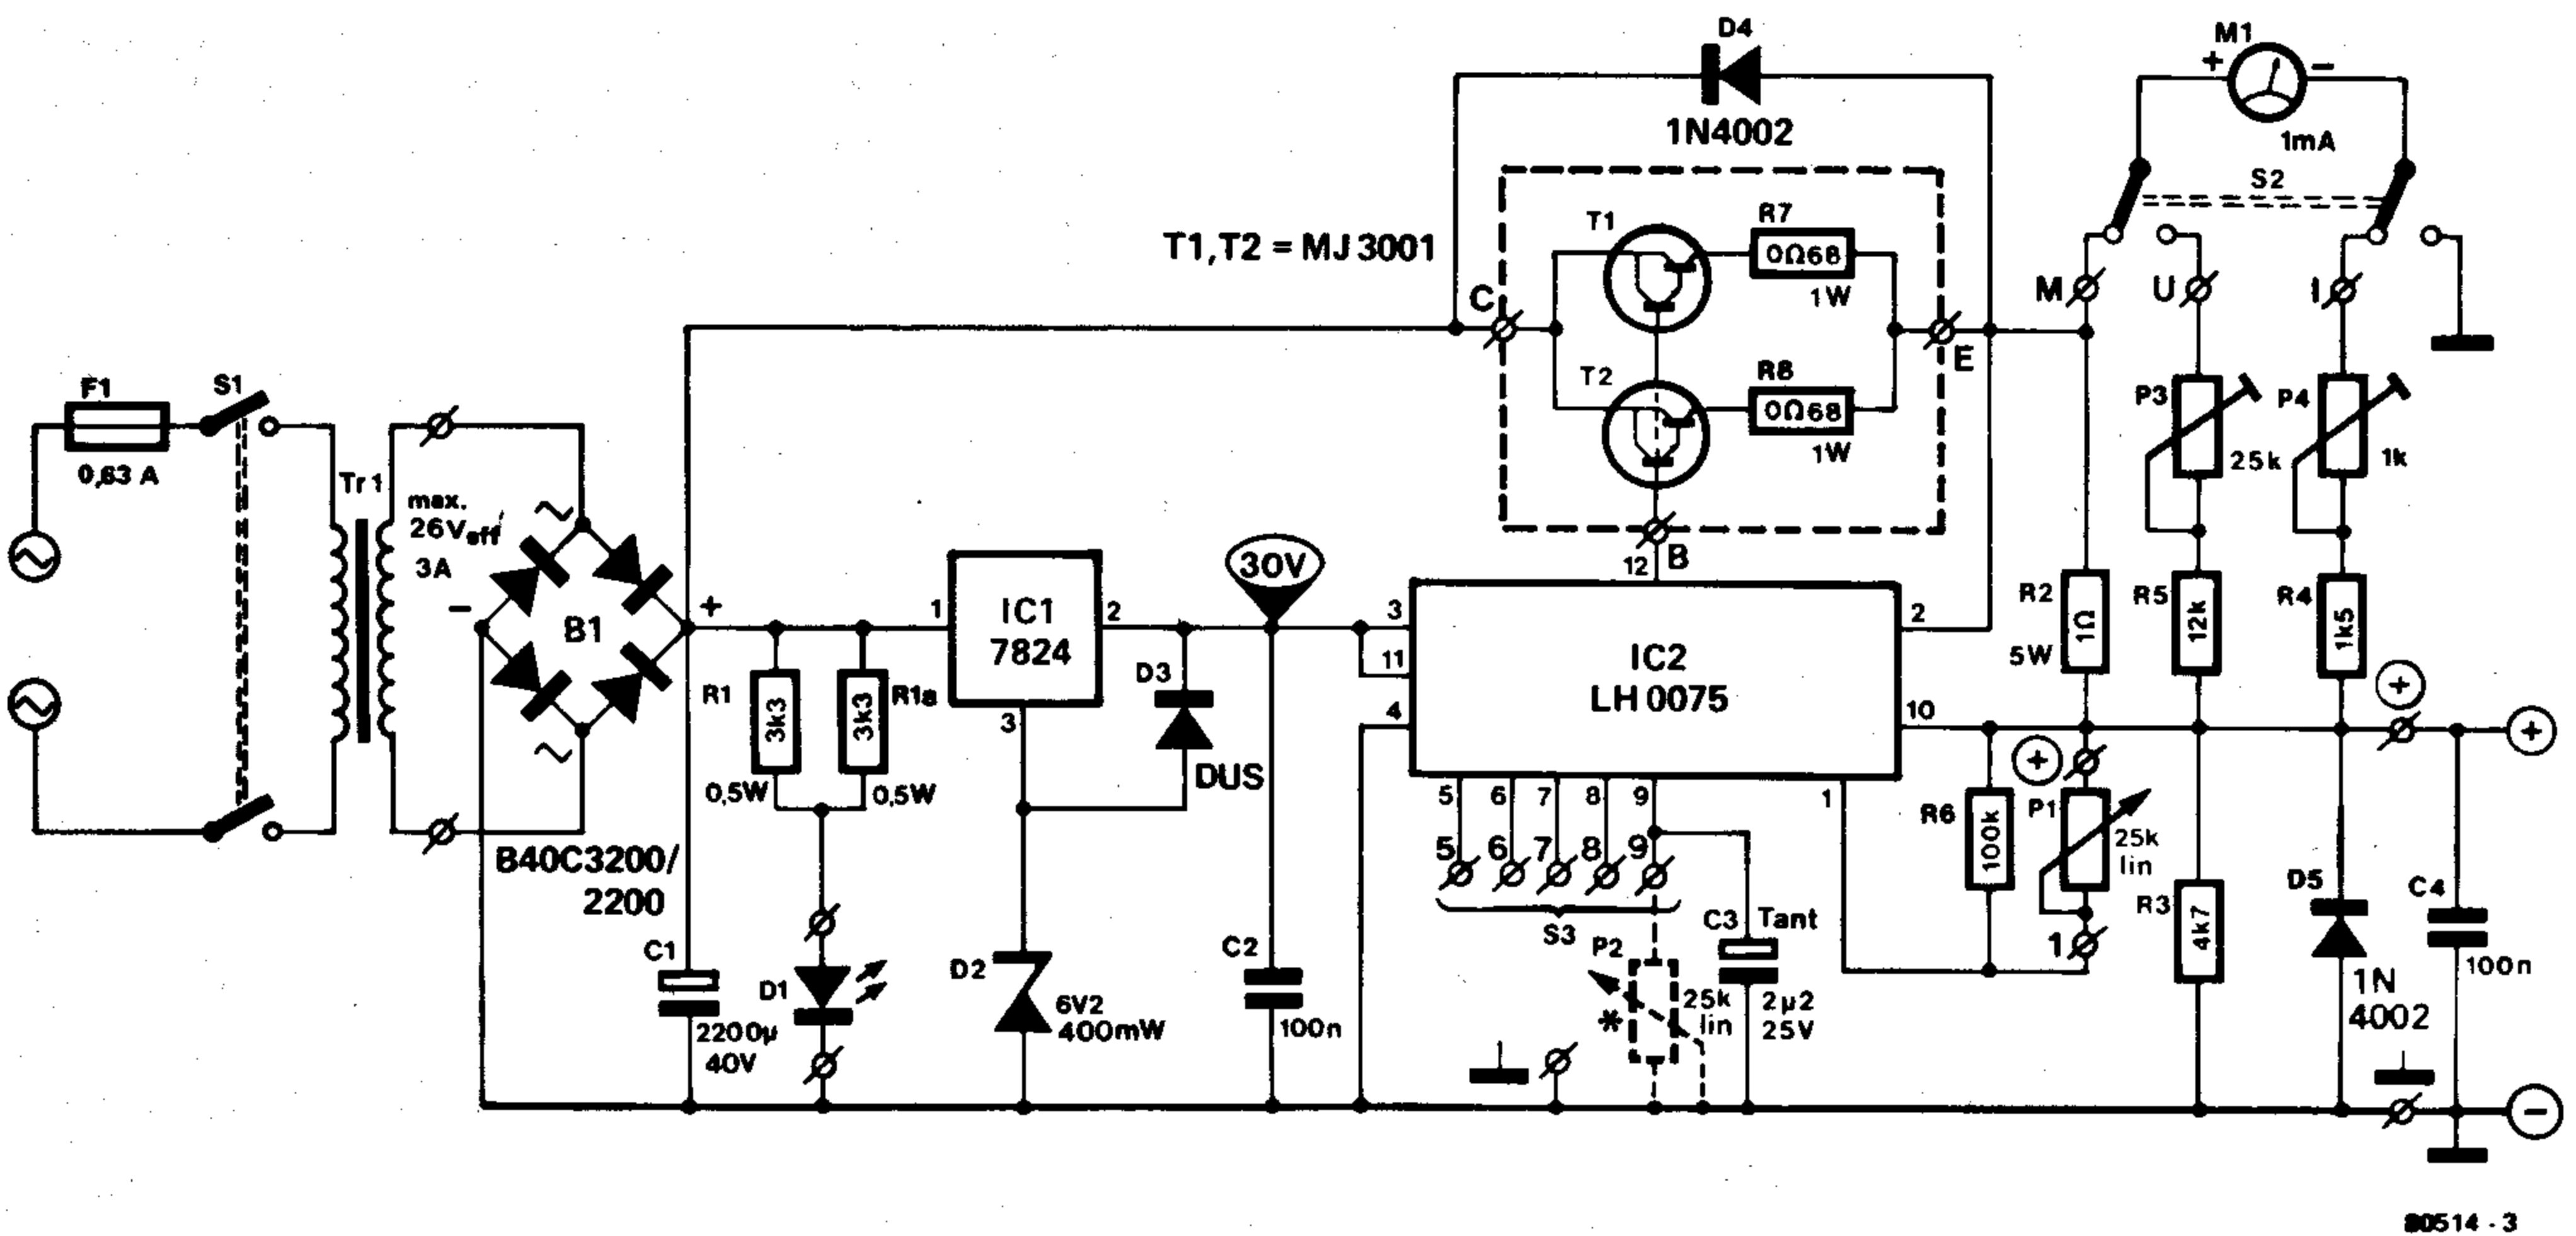 D4
1N4002
M1
+
−
1mA
S2
T1,T2 = MJ3001
T1
R7
0Ω68
1W
C
E
T2
R8
0Ω68
1W
B
12
M
U
I
P3
25k
P4
1k
F1
0,63 A
S1
Tr1
max.
26Veff
3A
~
−
B1
+
~
B40C3200/
2200
R1
3k3
0,5W
R1a
3k3
0,5W
1
IC1
7824
2
3
D3
DUS
30V
3
11
4
IC2
LH 0075
2
10
5
6
7
8
9
1
5
6
7
8
9
S3
R2
1Ω
5W
R5
12k
R4
1k5
+
+
+
R6
100k
P1
25k
lin
1
R3
4k7
D5
1N
4002
C4
100n
C1
2200µ
40V
D1
D2
6V2
400mW
C2
100n
P2
25k
lin
*
C3
Tant
2µ2
25V
−
80514 - 3